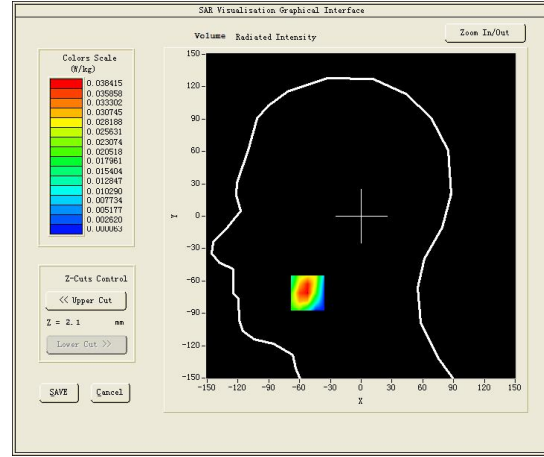 SAR Visualisation Graphical Interface
Volume Radiated Intensity
Zoom In/Out
Colors Scale
(W/kg)
0.038415
0.035858
0.033302
0.030745
0.028188
0.025631
0.023074
0.020518
0.017961
0.015404
0.012847
0.010290
0.007734
0.005177
0.002620
0.000063
Z-Cuts Control
<< Upper Cut
Z = 2.1 mm
Lower Cut >>
SAVE Cancel
150
120
90
60
30
0
-30
-60
-90
-120
-150
Y
-150 -120 -90 -60 -30 0 30 60 90 120 150
X